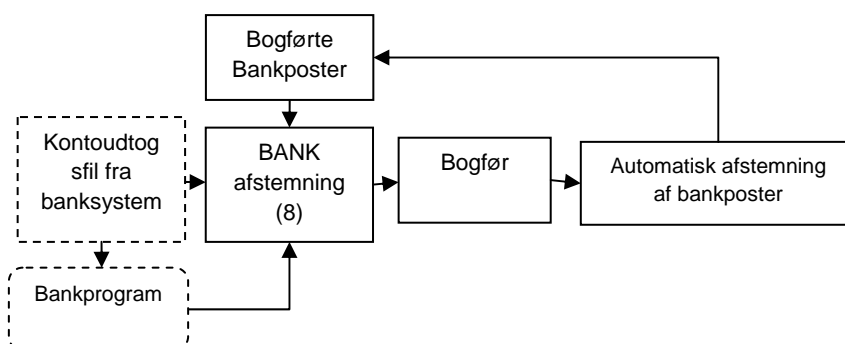 Bogførte
Bankposter
Kontoudtog
sfil fra
banksystem
BANK
afstemning
(8)
Bogfør
Automatisk afstemning
af bankposter
Bankprogram